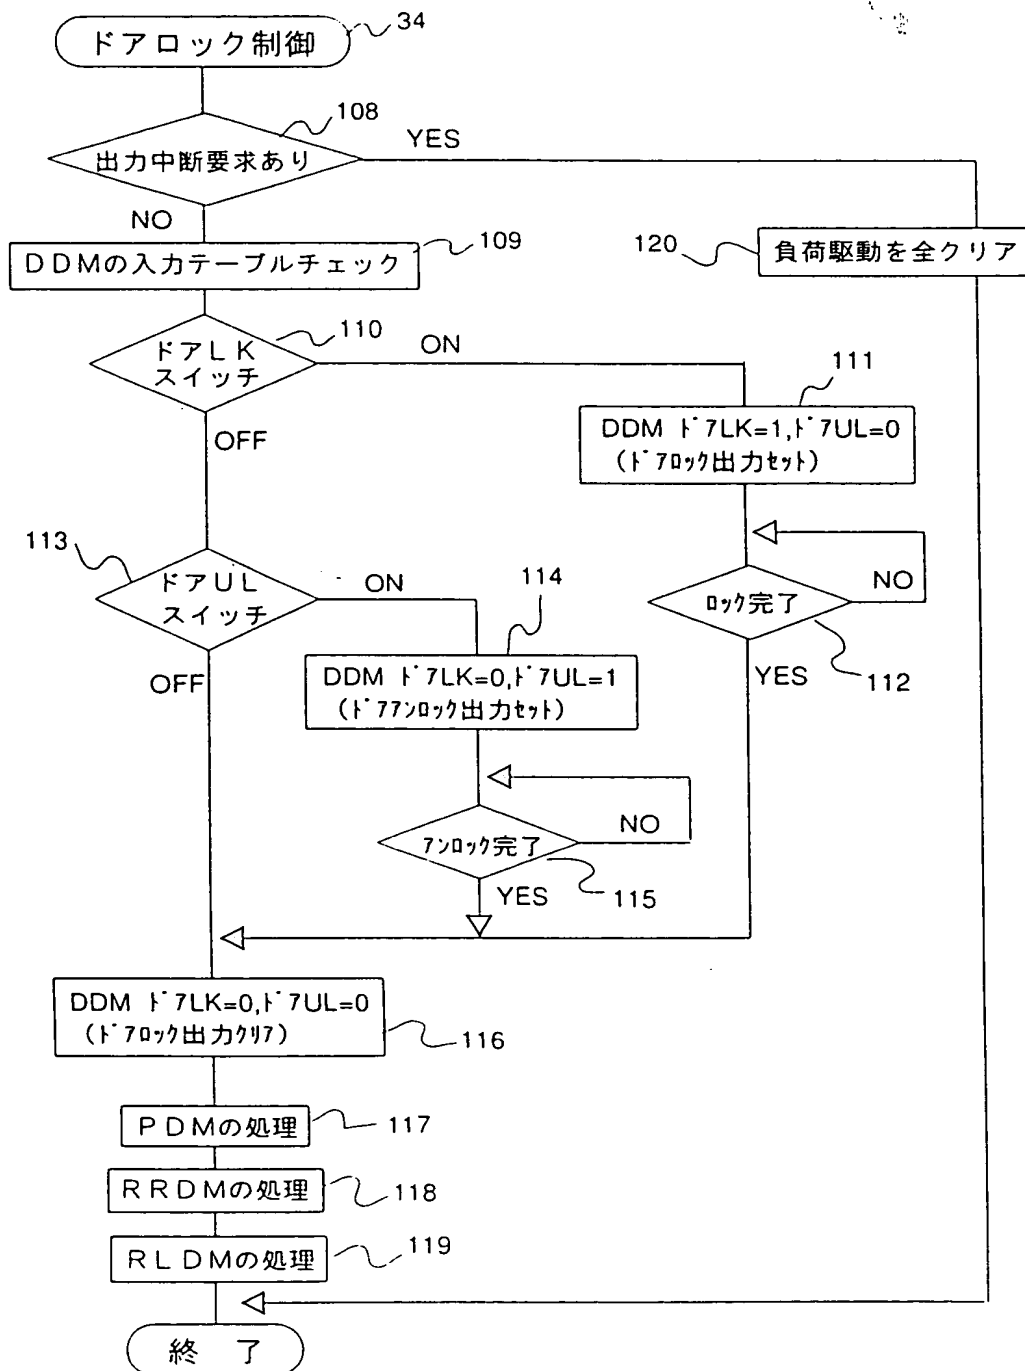 ドアロック制御
34
108
出力中断要求あり
YES
NO
109
DDMの入力テーブルチェック
120
負荷駆動を全クリア
110
ドアLK
スイッチ
ON
OFF
111
DDM ﾄﾞｱLK=1,ﾄﾞｱUL=0
(ﾄﾞｱﾛｯｸ出力ｾｯﾄ)
113
ドアUL
スイッチ
ON
OFF
114
DDM ﾄﾞｱLK=0,ﾄﾞｱUL=1
(ﾄﾞｱｱﾝﾛｯｸ出力ｾｯﾄ)
ﾛｯｸ完了
NO
YES
112
ｱﾝﾛｯｸ完了
NO
YES
115
DDM ﾄﾞｱLK=0,ﾄﾞｱUL=0
(ﾄﾞｱﾛｯｸ出力ｸﾘｱ)
116
PDMの処理
117
RRDMの処理
118
RLDMの処理
119
終 了